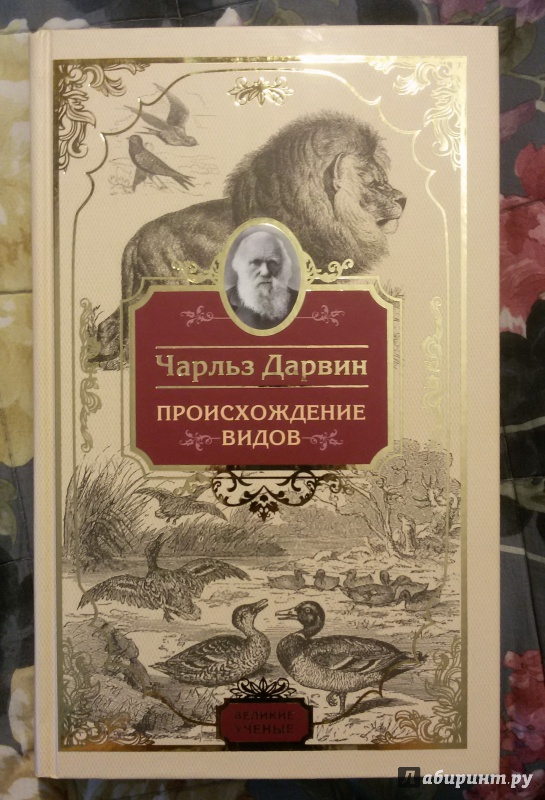 Чарльз Дарвин
ПРОИСХОЖДЕНИЕ
ВИДОВ
ВЕЛИКИЕ
УЧЕНЫЕ
Лабиринт.ру